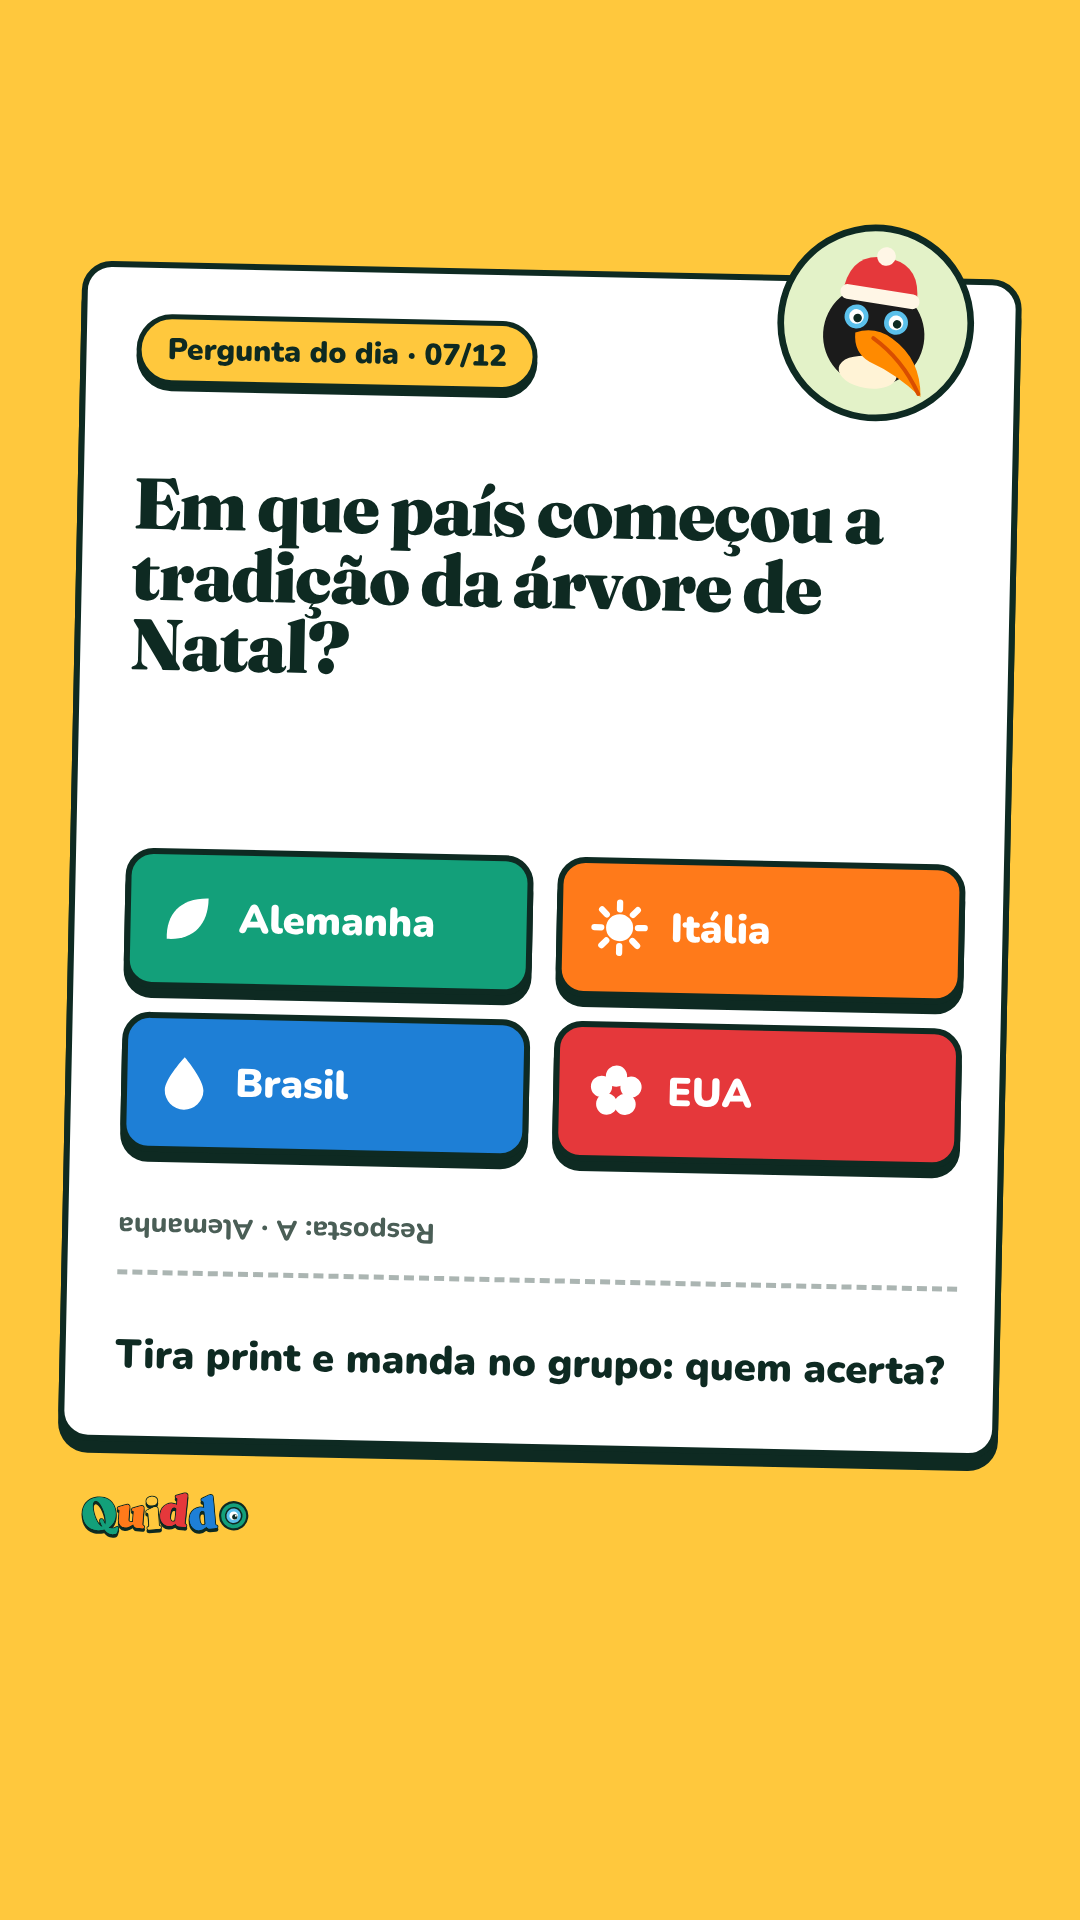 Pergunta do dia · 07/12
Em que país começou a
tradição da árvore de
Natal?
Alemanha
Itália
Brasil
EUA
Resposta: A · Alemanha
Tira print e manda no grupo: quem acerta?
Quiddo